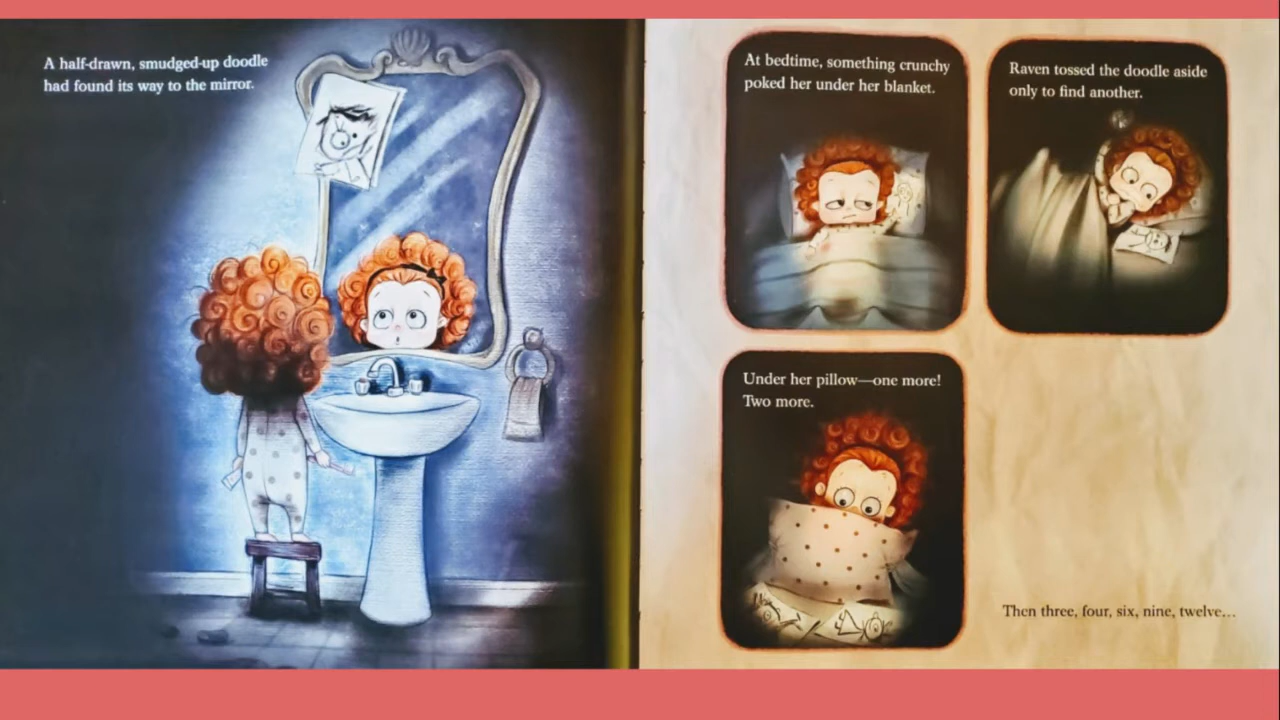 A half-drawn, smudged-up doodle
had found its way to the mirror.
At bedtime, something crunchy
poked her under her blanket.
Raven tossed the doodle aside
only to find another.
Under her pillow—one more!
Two more.
Then three, four, six, nine, twelve…